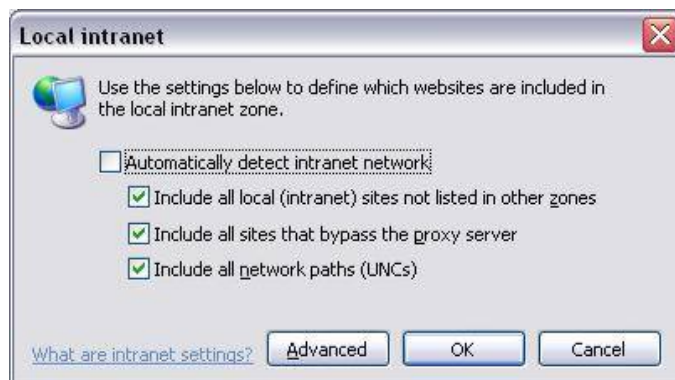 Local intranet
Use the settings below to define which websites are included in
the local intranet zone.
Automatically detect intranet network
Include all local (intranet) sites not listed in other zones
Include all sites that bypass the proxy server
Include all network paths (UNCs)
What are intranet settings? Advanced OK Cancel